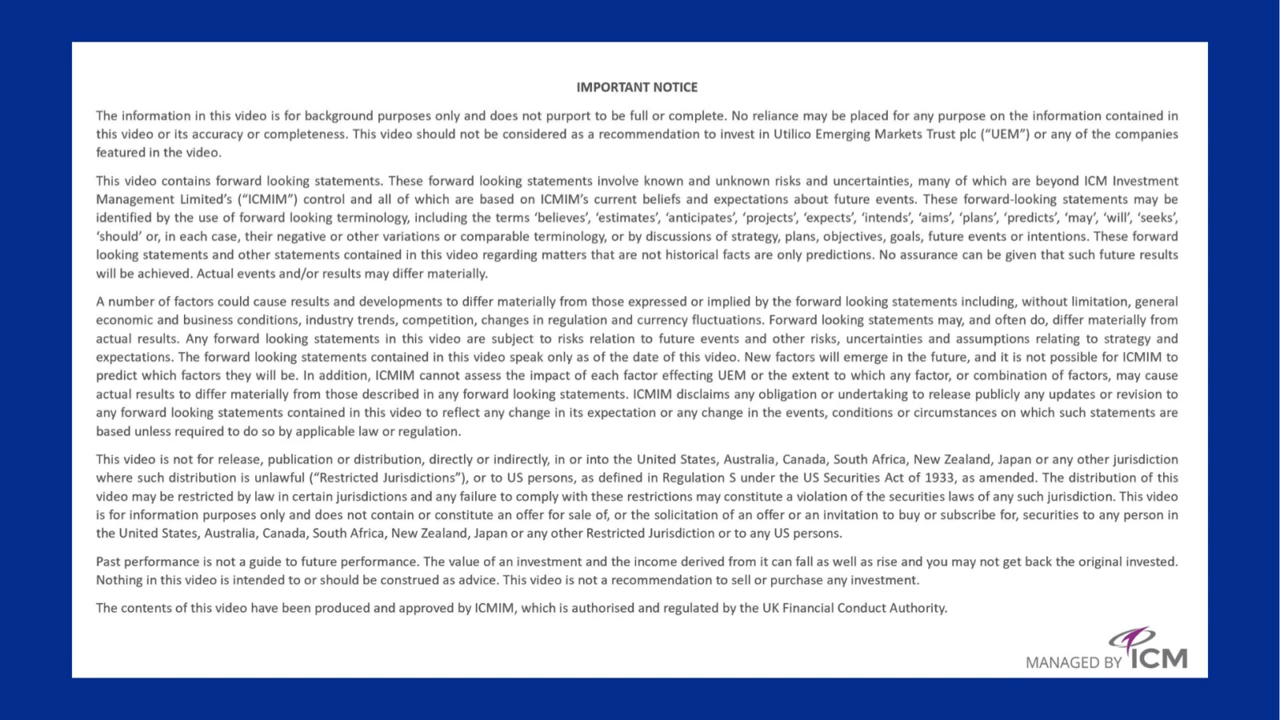 IMPORTANT NOTICE
The information in this video is for background purposes only and does not purport to be full or complete. No reliance may be placed for any purpose on the information contained in
this video or its accuracy or completeness. This video should not be considered as a recommendation to invest in Utilico Emerging Markets Trust plc (“UEM”) or any of the companies
featured in the video.
This video contains forward looking statements. These forward looking statements involve known and unknown risks and uncertainties, many of which are beyond ICM Investment
Management Limited’s (“ICMIM”) control and all of which are based on ICMIM’s current beliefs and expectations about future events. These forward-looking statements may be
identified by the use of forward looking terminology, including the terms ‘believes’, ‘estimates’, ‘anticipates’, ‘projects’, ‘expects’, ‘intends’, ‘aims’, ‘plans’, ‘predicts’, ‘may’, ‘will’, ‘seeks’,
‘should’ or, in each case, their negative or other variations or comparable terminology, or by discussions of strategy, plans, objectives, goals, future events or intentions. These forward
looking statements and other statements contained in this video regarding matters that are not historical facts are only predictions. No assurance can be given that such future results
will be achieved. Actual events and/or results may differ materially.
A number of factors could cause results and developments to differ materially from those expressed or implied by the forward looking statements including, without limitation, general
economic and business conditions, industry trends, competition, changes in regulation and currency fluctuations. Forward looking statements may, and often do, differ materially from
actual results. Any forward looking statements in this video are subject to risks relation to future events and other risks, uncertainties and assumptions relating to strategy and
expectations. The forward looking statements contained in this video speak only as of the date of this video. New factors will emerge in the future, and it is not possible for ICMIM to
predict which factors they will be. In addition, ICMIM cannot assess the impact of each factor effecting UEM or the extent to which any factor, or combination of factors, may cause
actual results to differ materially from those described in any forward looking statements. ICMIM disclaims any obligation or undertaking to release publicly any updates or revision to
any forward looking statements contained in this video to reflect any change in its expectation or any change in the events, conditions or circumstances on which such statements are
based unless required to do so by applicable law or regulation.
This video is not for release, publication or distribution, directly or indirectly, in or into the United States, Australia, Canada, South Africa, New Zealand, Japan or any other jurisdiction
where such distribution is unlawful (“Restricted Jurisdictions”), or to US persons, as defined in Regulation S under the US Securities Act of 1933, as amended. The distribution of this
video may be restricted by law in certain jurisdictions and any failure to comply with these restrictions may constitute a violation of the securities laws of any such jurisdiction. This video
is for information purposes only and does not contain or constitute an offer for sale of, or the solicitation of an offer or an invitation to buy or subscribe for, securities to any person in
the United States, Australia, Canada, South Africa, New Zealand, Japan or any other Restricted Jurisdiction or to any US persons.
Past performance is not a guide to future performance. The value of an investment and the income derived from it can fall as well as rise and you may not get back the original invested.
Nothing in this video is intended to or should be construed as advice. This video is not a recommendation to sell or purchase any investment.
The contents of this video have been produced and approved by ICMIM, which is authorised and regulated by the UK Financial Conduct Authority.
MANAGED BY ICM